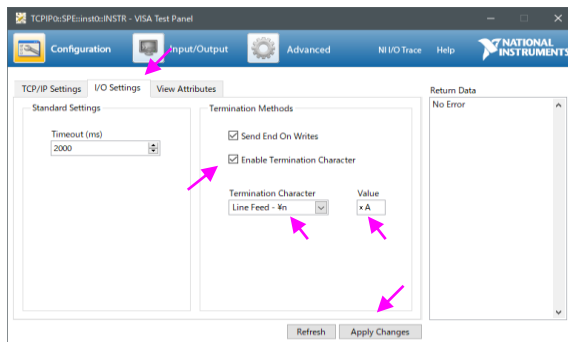 TCPIP0::SPE::inst0::INSTR - VISA Test Panel
Configuration Input/Output Advanced NI I/O Trace Help NATIONAL INSTRUMENTS
TCP/IP Settings I/O Settings View Attributes
Return Data
Standard Settings
Termination Methods
No Error
Timeout (ms)
2000
Send End On Writes
Enable Termination Character
Termination Character Value
Line Feed - ¥n xA
Refresh Apply Changes